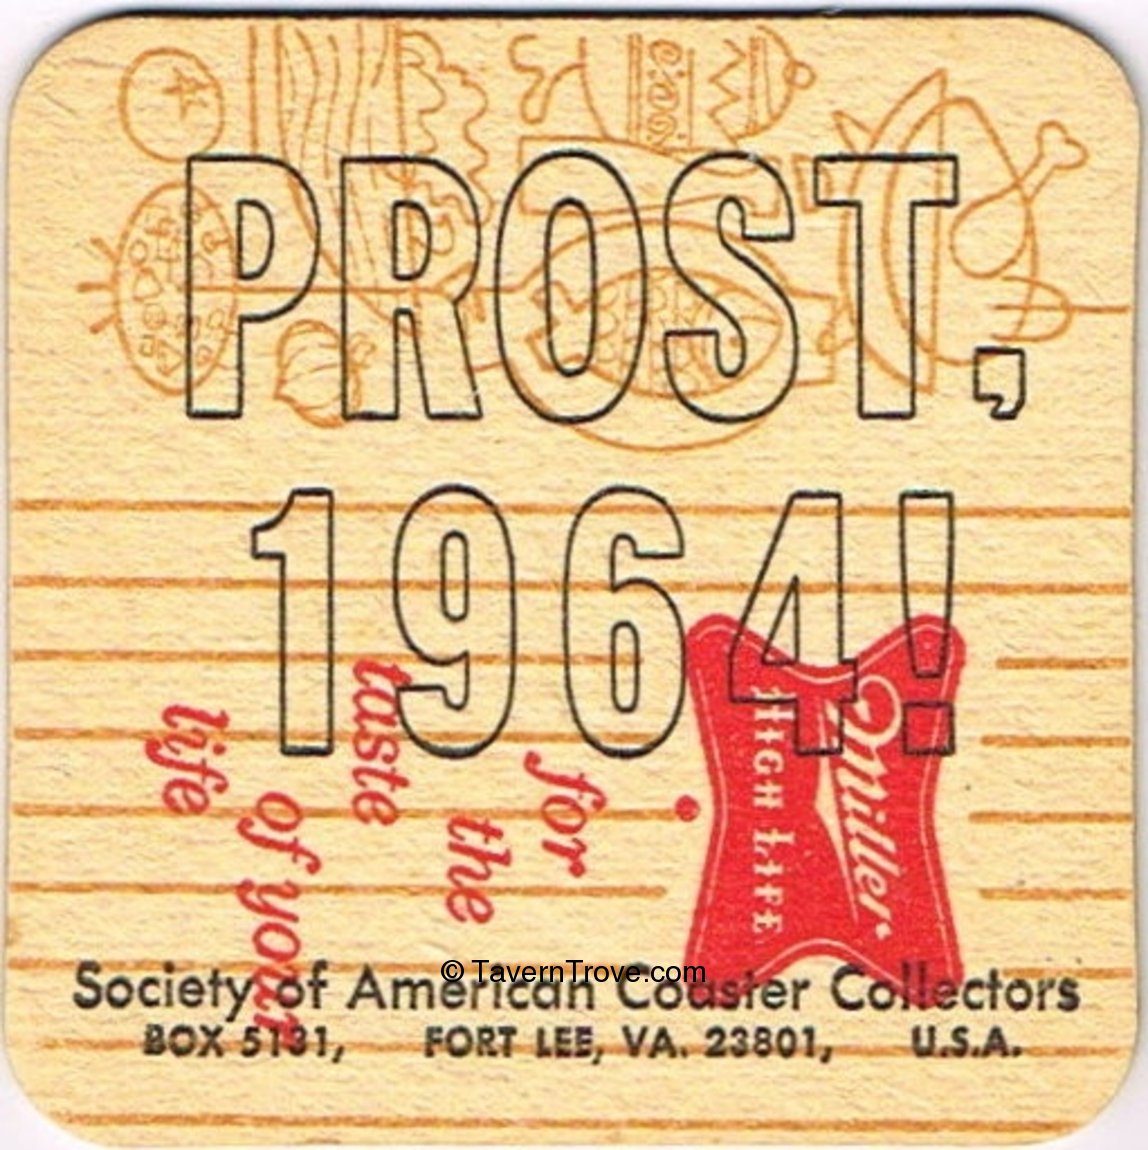 PROST,
1964!
Miller
HIGH LIFE
for
the
taste
of your
life
© TavernTrove.com
Society of American Coaster Collectors
BOX 5131, FORT LEE, VA. 23801, U.S.A.